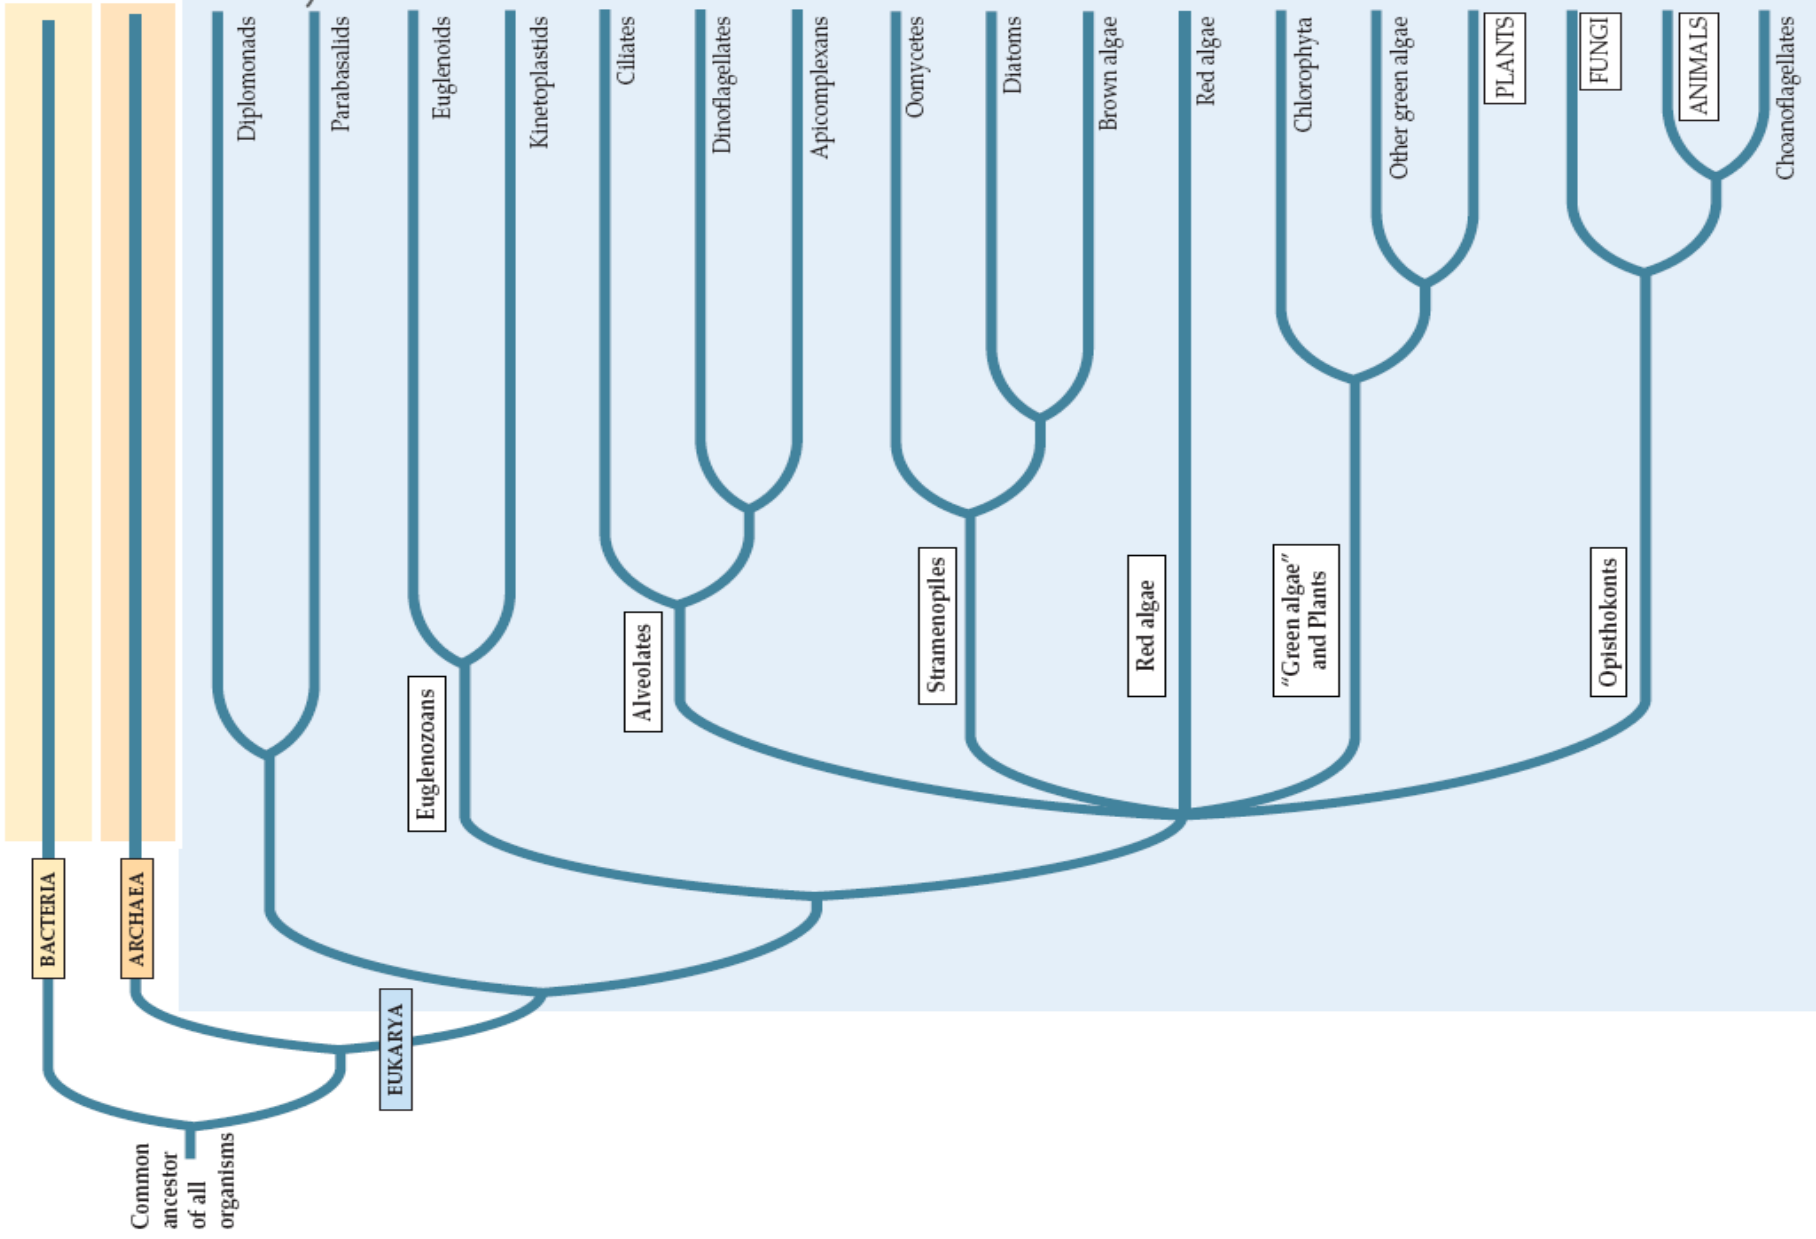 BACTERIA
ARCHAEA
EUKARYA
Common
ancestor
of all
organisms
Diplomonads
Parabasalids
Euglenozoans
Euglenoids
Kinetoplastids
Alveolates
Ciliates
Dinoflagellates
Apicomplexans
Stramenopiles
Oomycetes
Diatoms
Brown algae
Red algae
Red algae
"Green algae"
and Plants
Chlorophyta
Other green algae
PLANTS
Opisthokonts
FUNGI
ANIMALS
Choanoflagellates